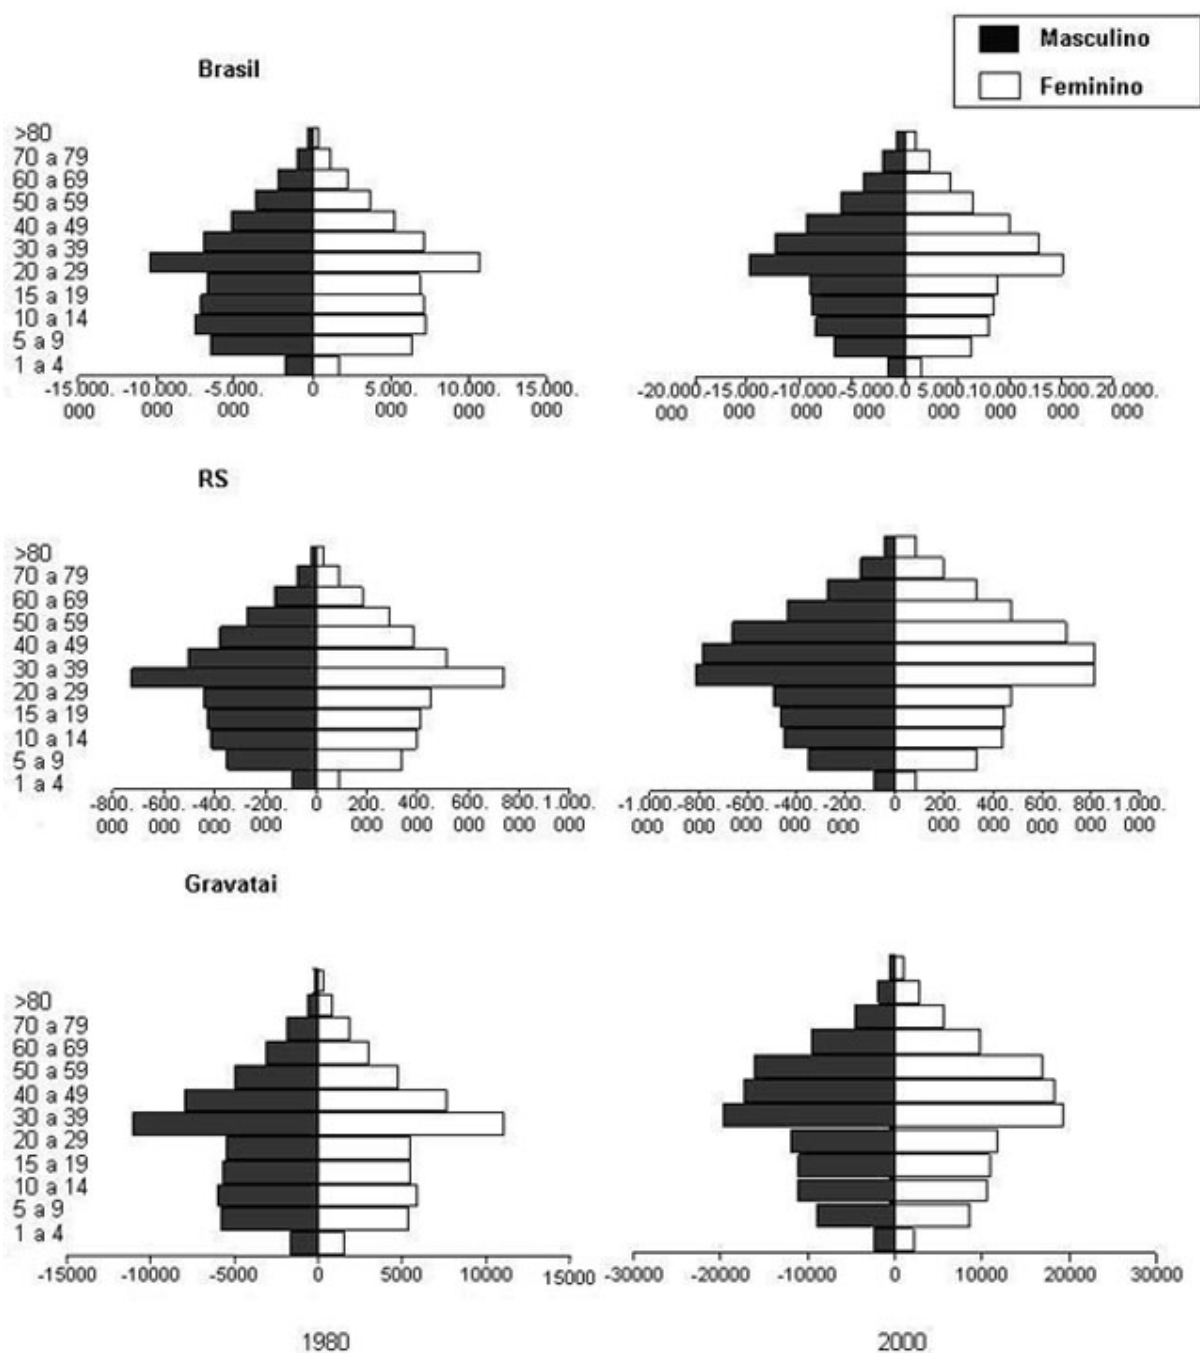 Masculino
Feminino
Brasil
>80
70 a 79
60 a 69
50 a 59
40 a 49
30 a 39
20 a 29
15 a 19
10 a 14
5 a 9
1 a 4
-15.000. -10.000. -5.000. 0 5.000. 10.000. 15.000.
000 000 000 000 000 000
-20.000. -15.000. -10.000. -5.000. 0 5.000. 10.000. 15.000. 20.000.
000 000 000 000 000 000 000 000
RS
>80
70 a 79
60 a 69
50 a 59
40 a 49
30 a 39
20 a 29
15 a 19
10 a 14
5 a 9
1 a 4
-800. -600. -400. -200. 0 200. 400. 600. 800. 1.000.
000 000 000 000 000 000 000 000 000
-1.000. -800. -600. -400. -200. 0 200. 400. 600. 800. 1.000.
000 000 000 000 000 000 000 000 000 000
Gravatai
>80
70 a 79
60 a 69
50 a 59
40 a 49
30 a 39
20 a 29
15 a 19
10 a 14
5 a 9
1 a 4
-15000 -10000 -5000 0 5000 10000 15000
-30000 -20000 -10000 0 10000 20000 30000
1980 2000